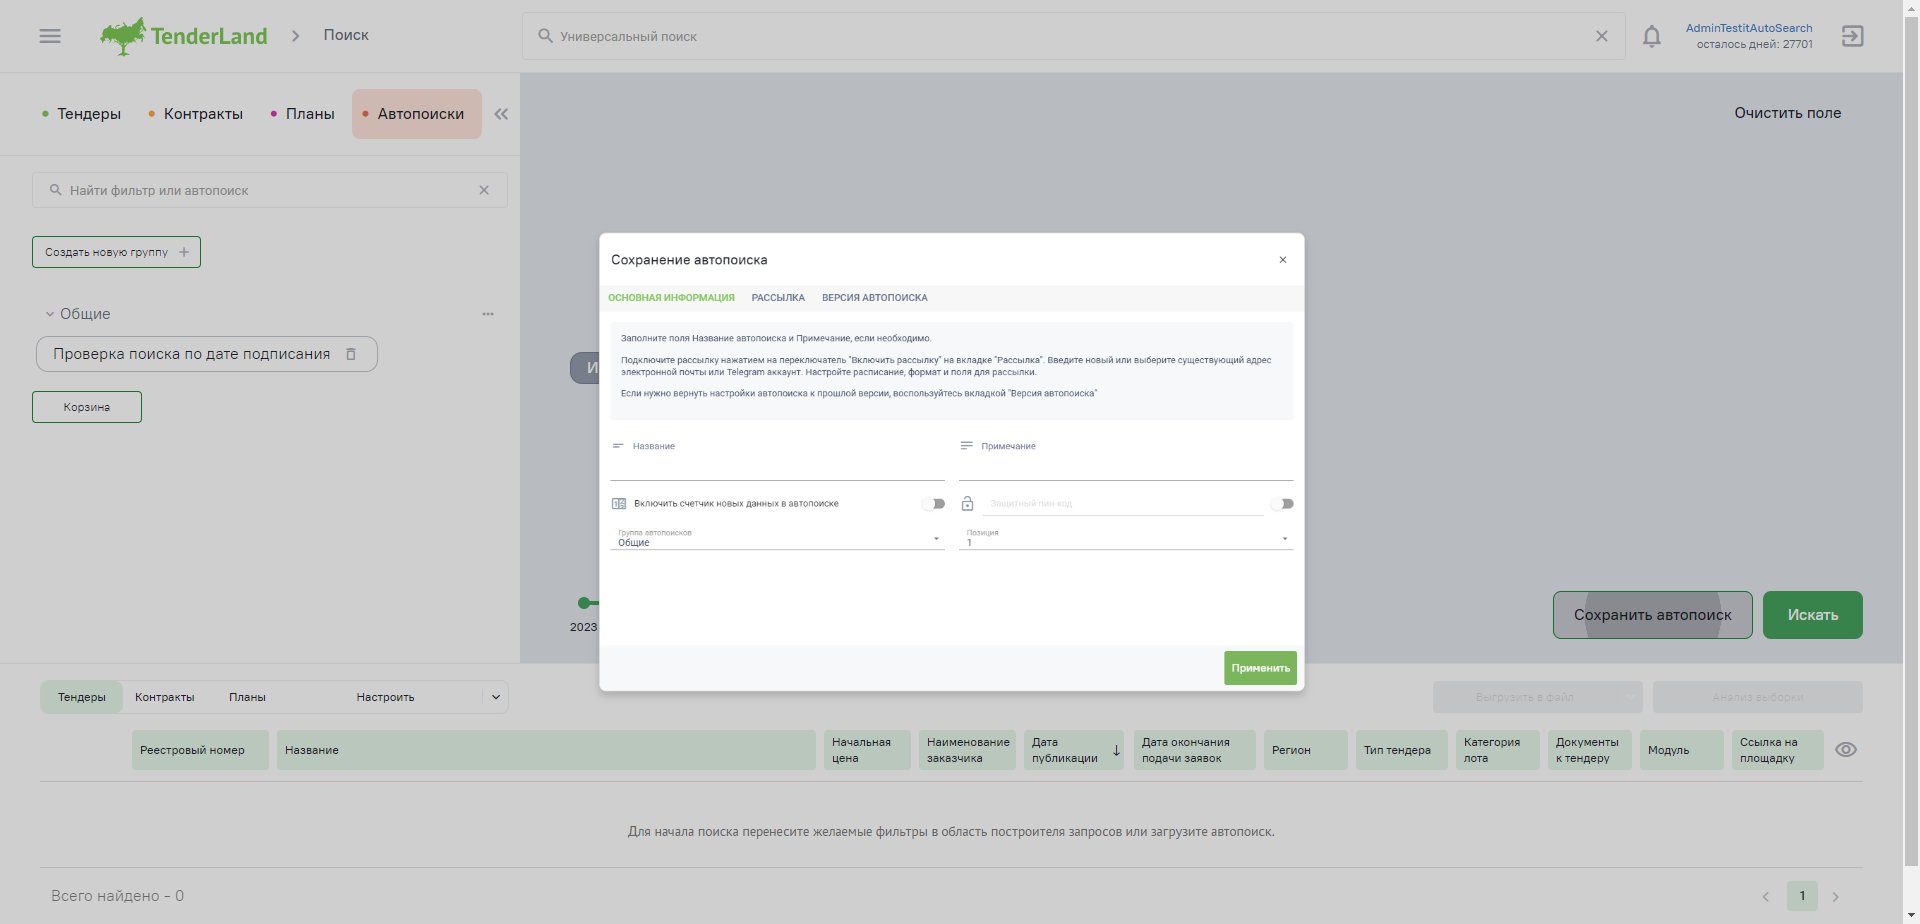 TenderLand
Поиск
Универсальный поиск
AdminTestitAutoSearch
осталось дней: 27701
Тендеры
Контракты
Планы
Автопоиски
Очистить поле
Найти фильтр или автопоиск
Создать новую группу
Общие
Проверка поиска по дате подписания
Корзина
И
Сохранение автопоиска
ОСНОВНАЯ ИНФОРМАЦИЯ
РАССЫЛКА
ВЕРСИЯ АВТОПОИСКА
Заполните поля Название автопоиска и Примечание, если необходимо.
Подключите рассылку нажатием на переключатель "Включить рассылку" на вкладке "Рассылка". Введите новый или выберите существующий адрес
электронной почты или Telegram аккаунт. Настройте расписание, формат и поля для рассылки.
Если нужно вернуть настройки автопоиска к прошлой версии, воспользуйтесь вкладкой "Версия автопоиска"
Название
Примечание
Включить счетчик новых данных в автопоиске
Защитный пин-код
Группа автопоисков
Общие
Позиция
1
Применить
2023
Сохранить автопоиск
Искать
Тендеры
Контракты
Планы
Настроить
Выгрузить в файл
Анализ выборки
Реестровый номер
Название
Начальная
цена
Наименование
заказчика
Дата
публикации
Дата окончания
подачи заявок
Регион
Тип тендера
Категория
лота
Документы
к тендеру
Модуль
Ссылка на
площадку
Для начала поиска перенесите желаемые фильтры в область построителя запросов или загрузите автопоиск.
Всего найдено - 0
1